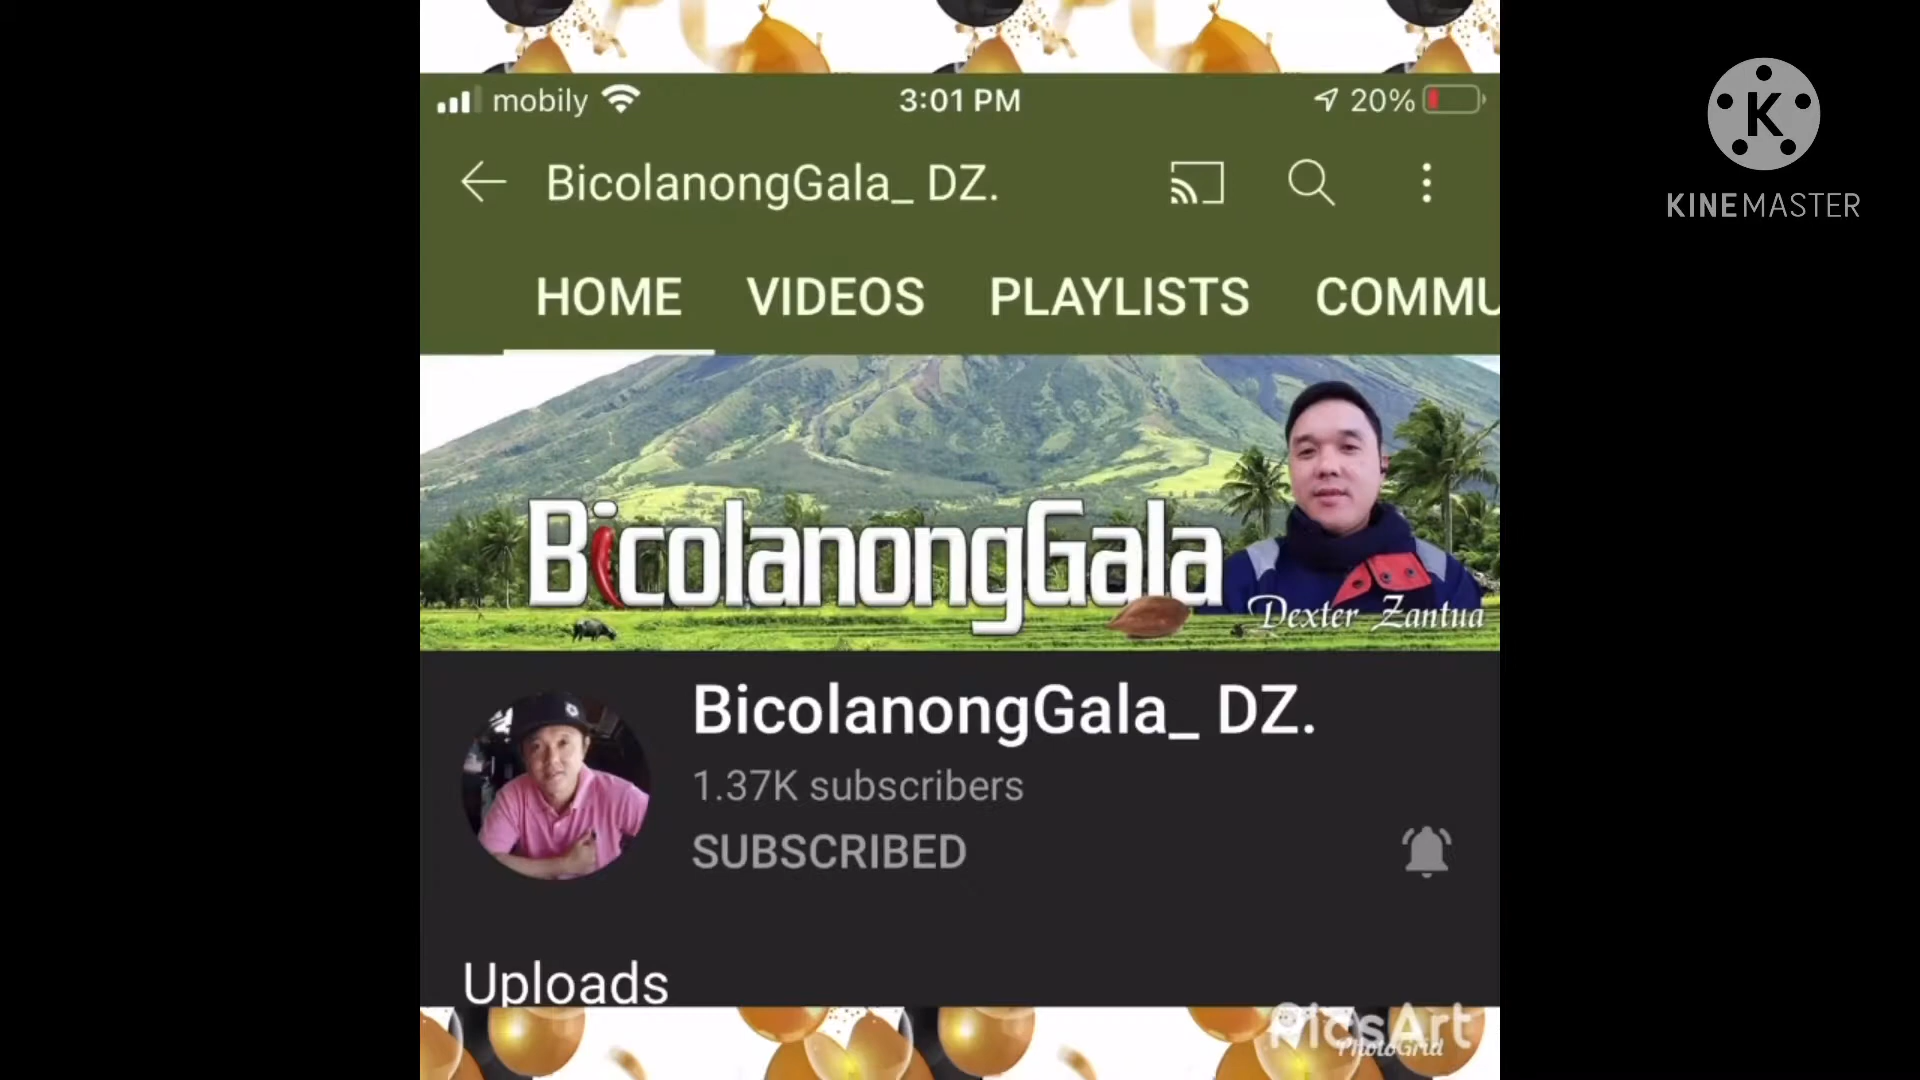 mobily 3:01 PM 20%
BicolanongGala_ DZ.
HOME VIDEOS PLAYLISTS COMMU
BicolanongGala
Dexter Zantua
BicolanongGala_ DZ.
1.37K subscribers
SUBSCRIBED
Uploads
PicsArt
PhotoGrid
K
KINEMASTER